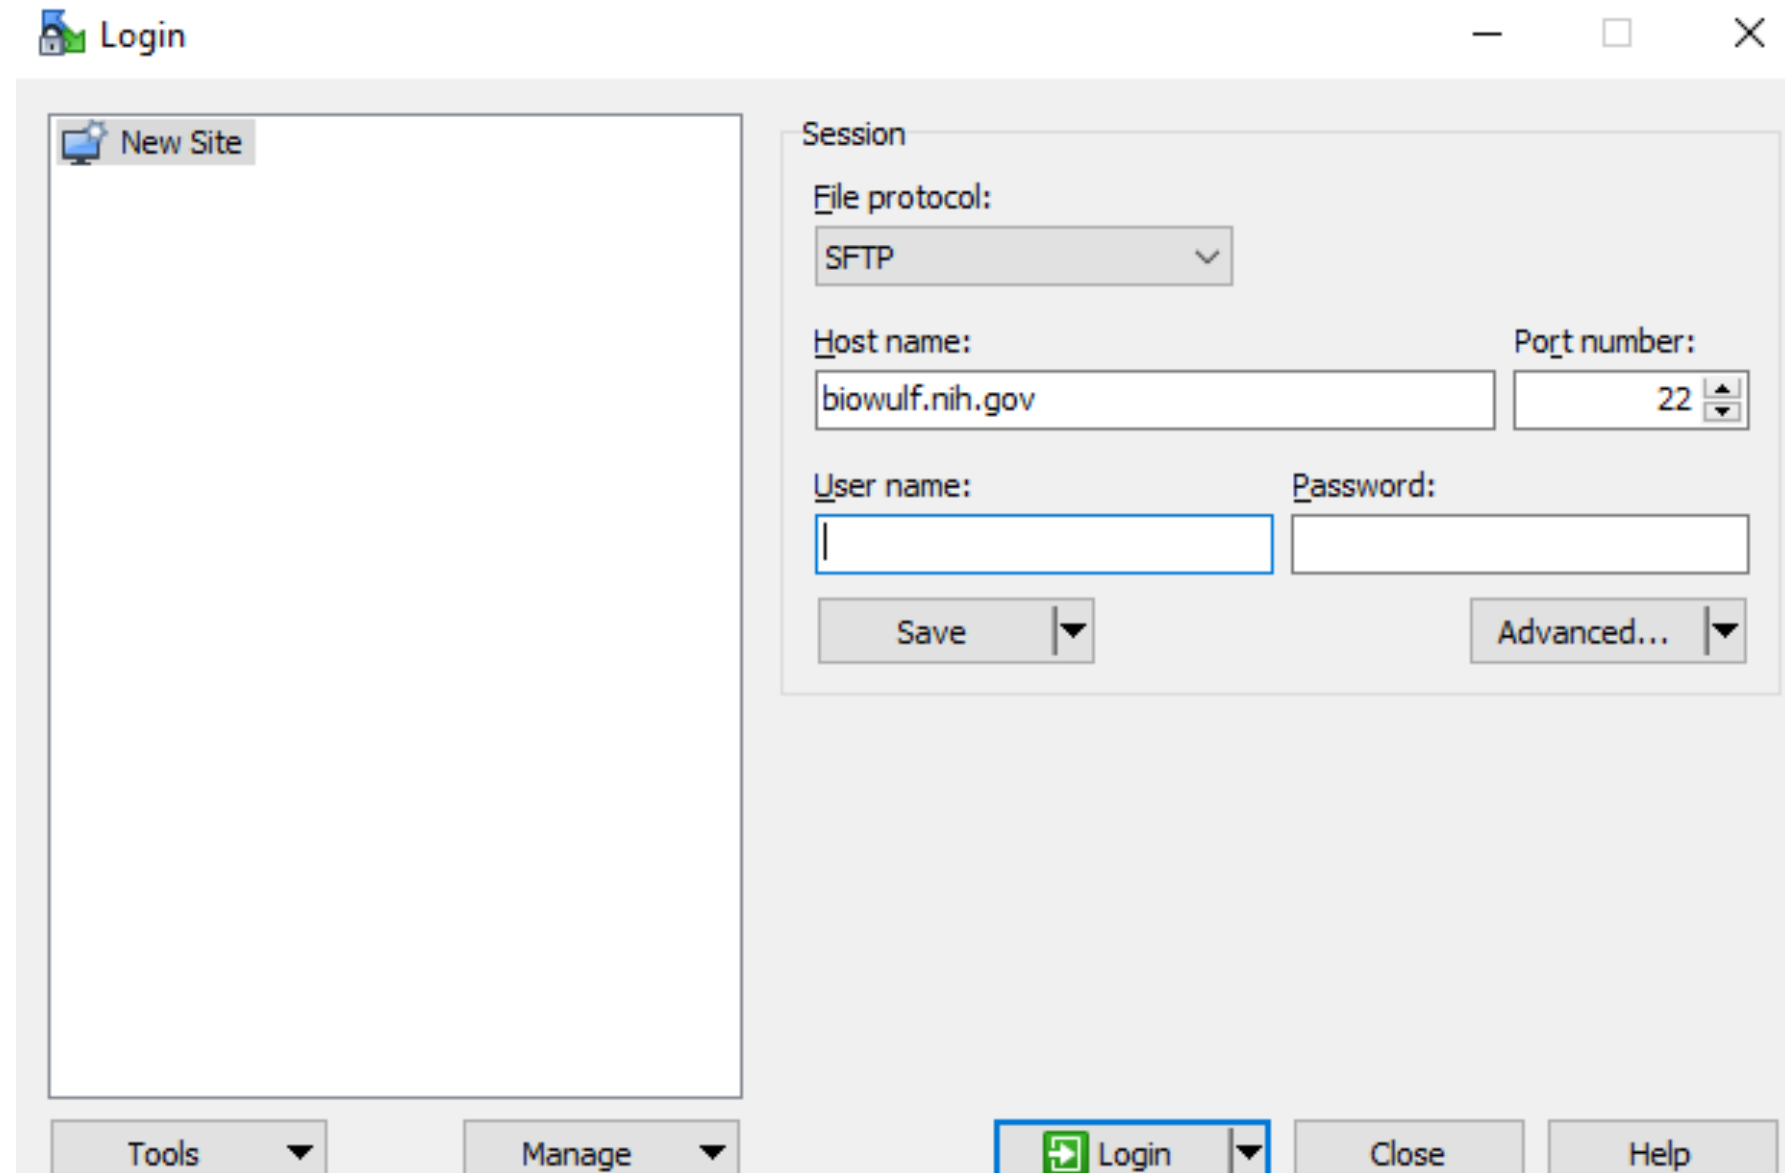 Login
New Site
Session
File protocol:
SFTP
Host name: Port number:
biowulf.nih.gov 22
User name: Password:
Save Advanced...
Tools Manage Login Close Help